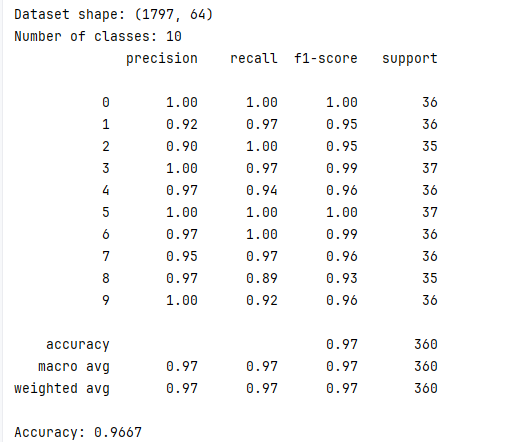 Dataset shape: (1797, 64)
Number of classes: 10
precision recall f1-score support
0 1.00 1.00 1.00 36
1 0.92 0.97 0.95 36
2 0.90 1.00 0.95 35
3 1.00 0.97 0.99 37
4 0.97 0.94 0.96 36
5 1.00 1.00 1.00 37
6 0.97 1.00 0.99 36
7 0.95 0.97 0.96 36
8 0.97 0.89 0.93 35
9 1.00 0.92 0.96 36
accuracy 0.97 360
macro avg 0.97 0.97 0.97 360
weighted avg 0.97 0.97 0.97 360
Accuracy: 0.9667